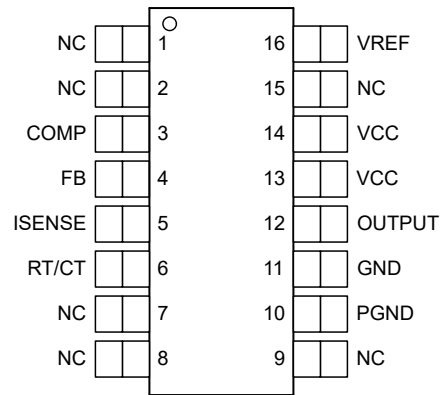 NC 1 16 VREF
NC 2 15 NC
COMP 3 14 VCC
FB 4 13 VCC
ISENSE 5 12 OUTPUT
RT/CT 6 11 GND
NC 7 10 PGND
NC 8 9 NC